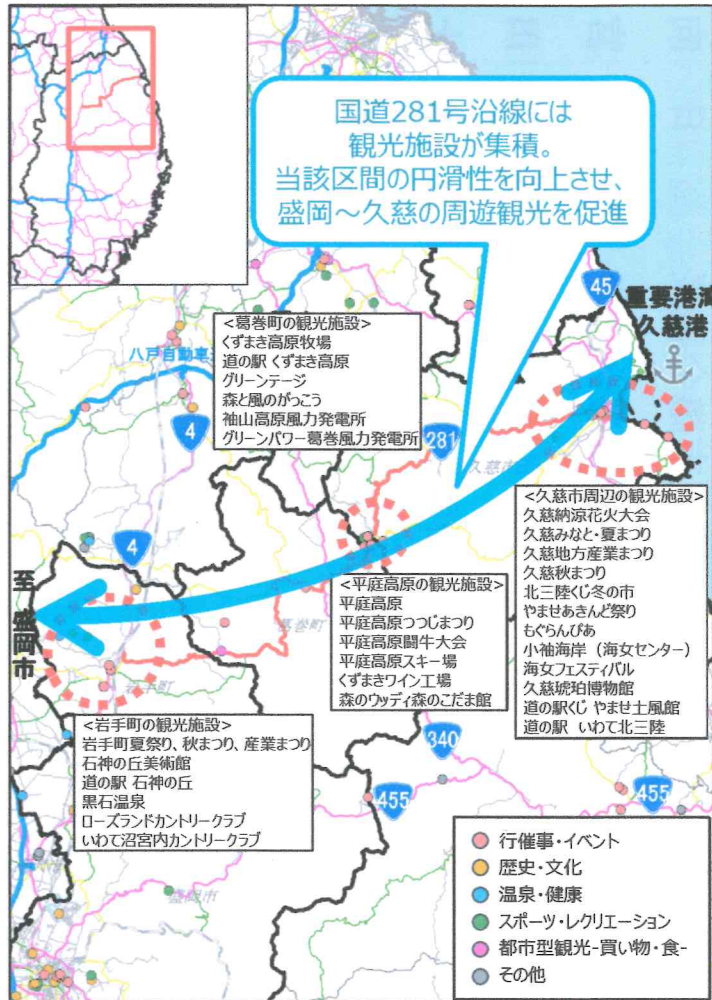 国道281号沿線には
観光施設が集積。
当該区間の円滑性を向上させ、
盛岡～久慈の周遊観光を促進
45
重要港湾
久慈港
<葛巻町の観光施設>
くずまき高原牧場
道の駅 くずまき高原
グリーンテージ
森と風のがっこう
袖山高原風力発電所
グリーンパワー葛巻風力発電所
八戸自動車
4
281
久慈市
4
至 盛岡市
葛巻町
岩手町
<平庭高原の観光施設>
平庭高原
平庭高原つつじまつり
平庭高原闘牛大会
平庭高原スキー場
くずまきワイン工場
森のウッディ森のこだま館
<久慈市周辺の観光施設>
久慈納涼花火大会
久慈みなと・夏まつり
久慈地方産業まつり
久慈秋まつり
北三陸くじ冬の市
やませあきんど祭り
もぐらんぴあ
小袖海岸（海女センター）
海女フェスティバル
久慈琥珀博物館
道の駅くじ やませ土風館
道の駅 いわて北三陸
<岩手町の観光施設>
岩手町夏祭り、秋まつり、産業まつり
石神の丘美術館
道の駅 石神の丘
黒石温泉
ローズランドカントリークラブ
いわて沼宮内カントリークラブ
340
455
455
盛岡市
行催事・イベント
歴史・文化
温泉・健康
スポーツ・レクリエーション
都市型観光-買い物・食-
その他